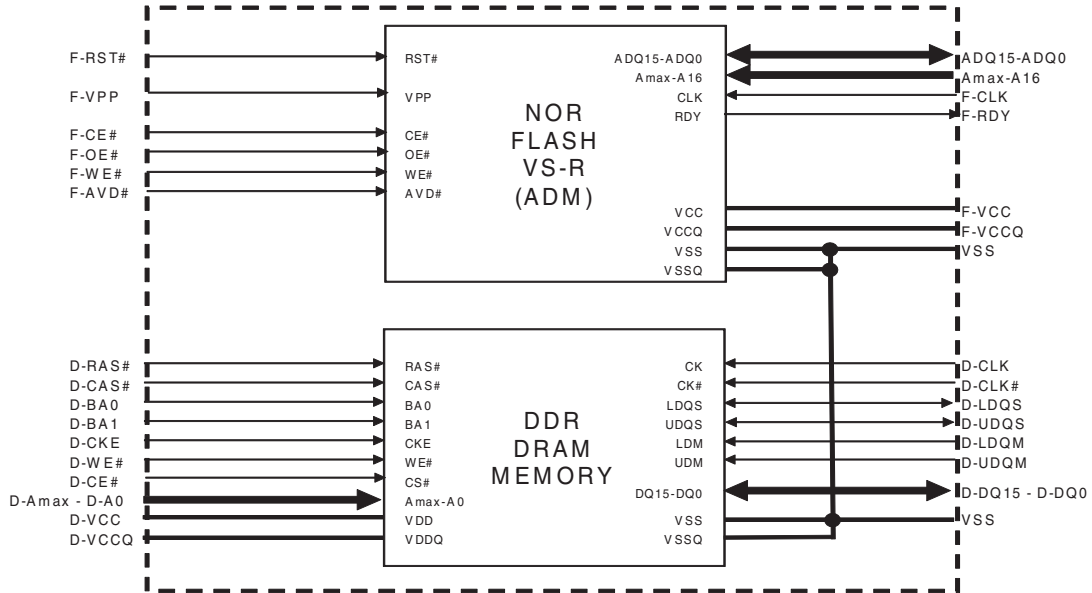 F-RST#
F-VPP
F-CE#
F-OE#
F-WE#
F-AVD#
RST#
VPP
CE#
OE#
WE#
AVD#
NOR
FLASH
VS-R
(ADM)
ADQ15-ADQ0
Amax-A16
CLK
RDY
VCC
VCCQ
VSS
VSSQ
ADQ15-ADQ0
Amax-A16
F-CLK
F-RDY
F-VCC
F-VCCQ
VSS
D-RAS#
D-CAS#
D-BA0
D-BA1
D-CKE
D-WE#
D-CE#
D-Amax - D-A0
D-VCC
D-VCCQ
RAS#
CAS#
BA0
BA1
CKE
WE#
CS#
Amax-A0
VDD
VDDQ
DDR
DRAM
MEMORY
CK
CK#
LDQS
UDQS
LDM
UDM
DQ15-DQ0
VSS
VSSQ
D-CLK
D-CLK#
D-LDQS
D-UDQS
D-LDQM
D-UDQM
D-DQ15 - D-DQ0
VSS